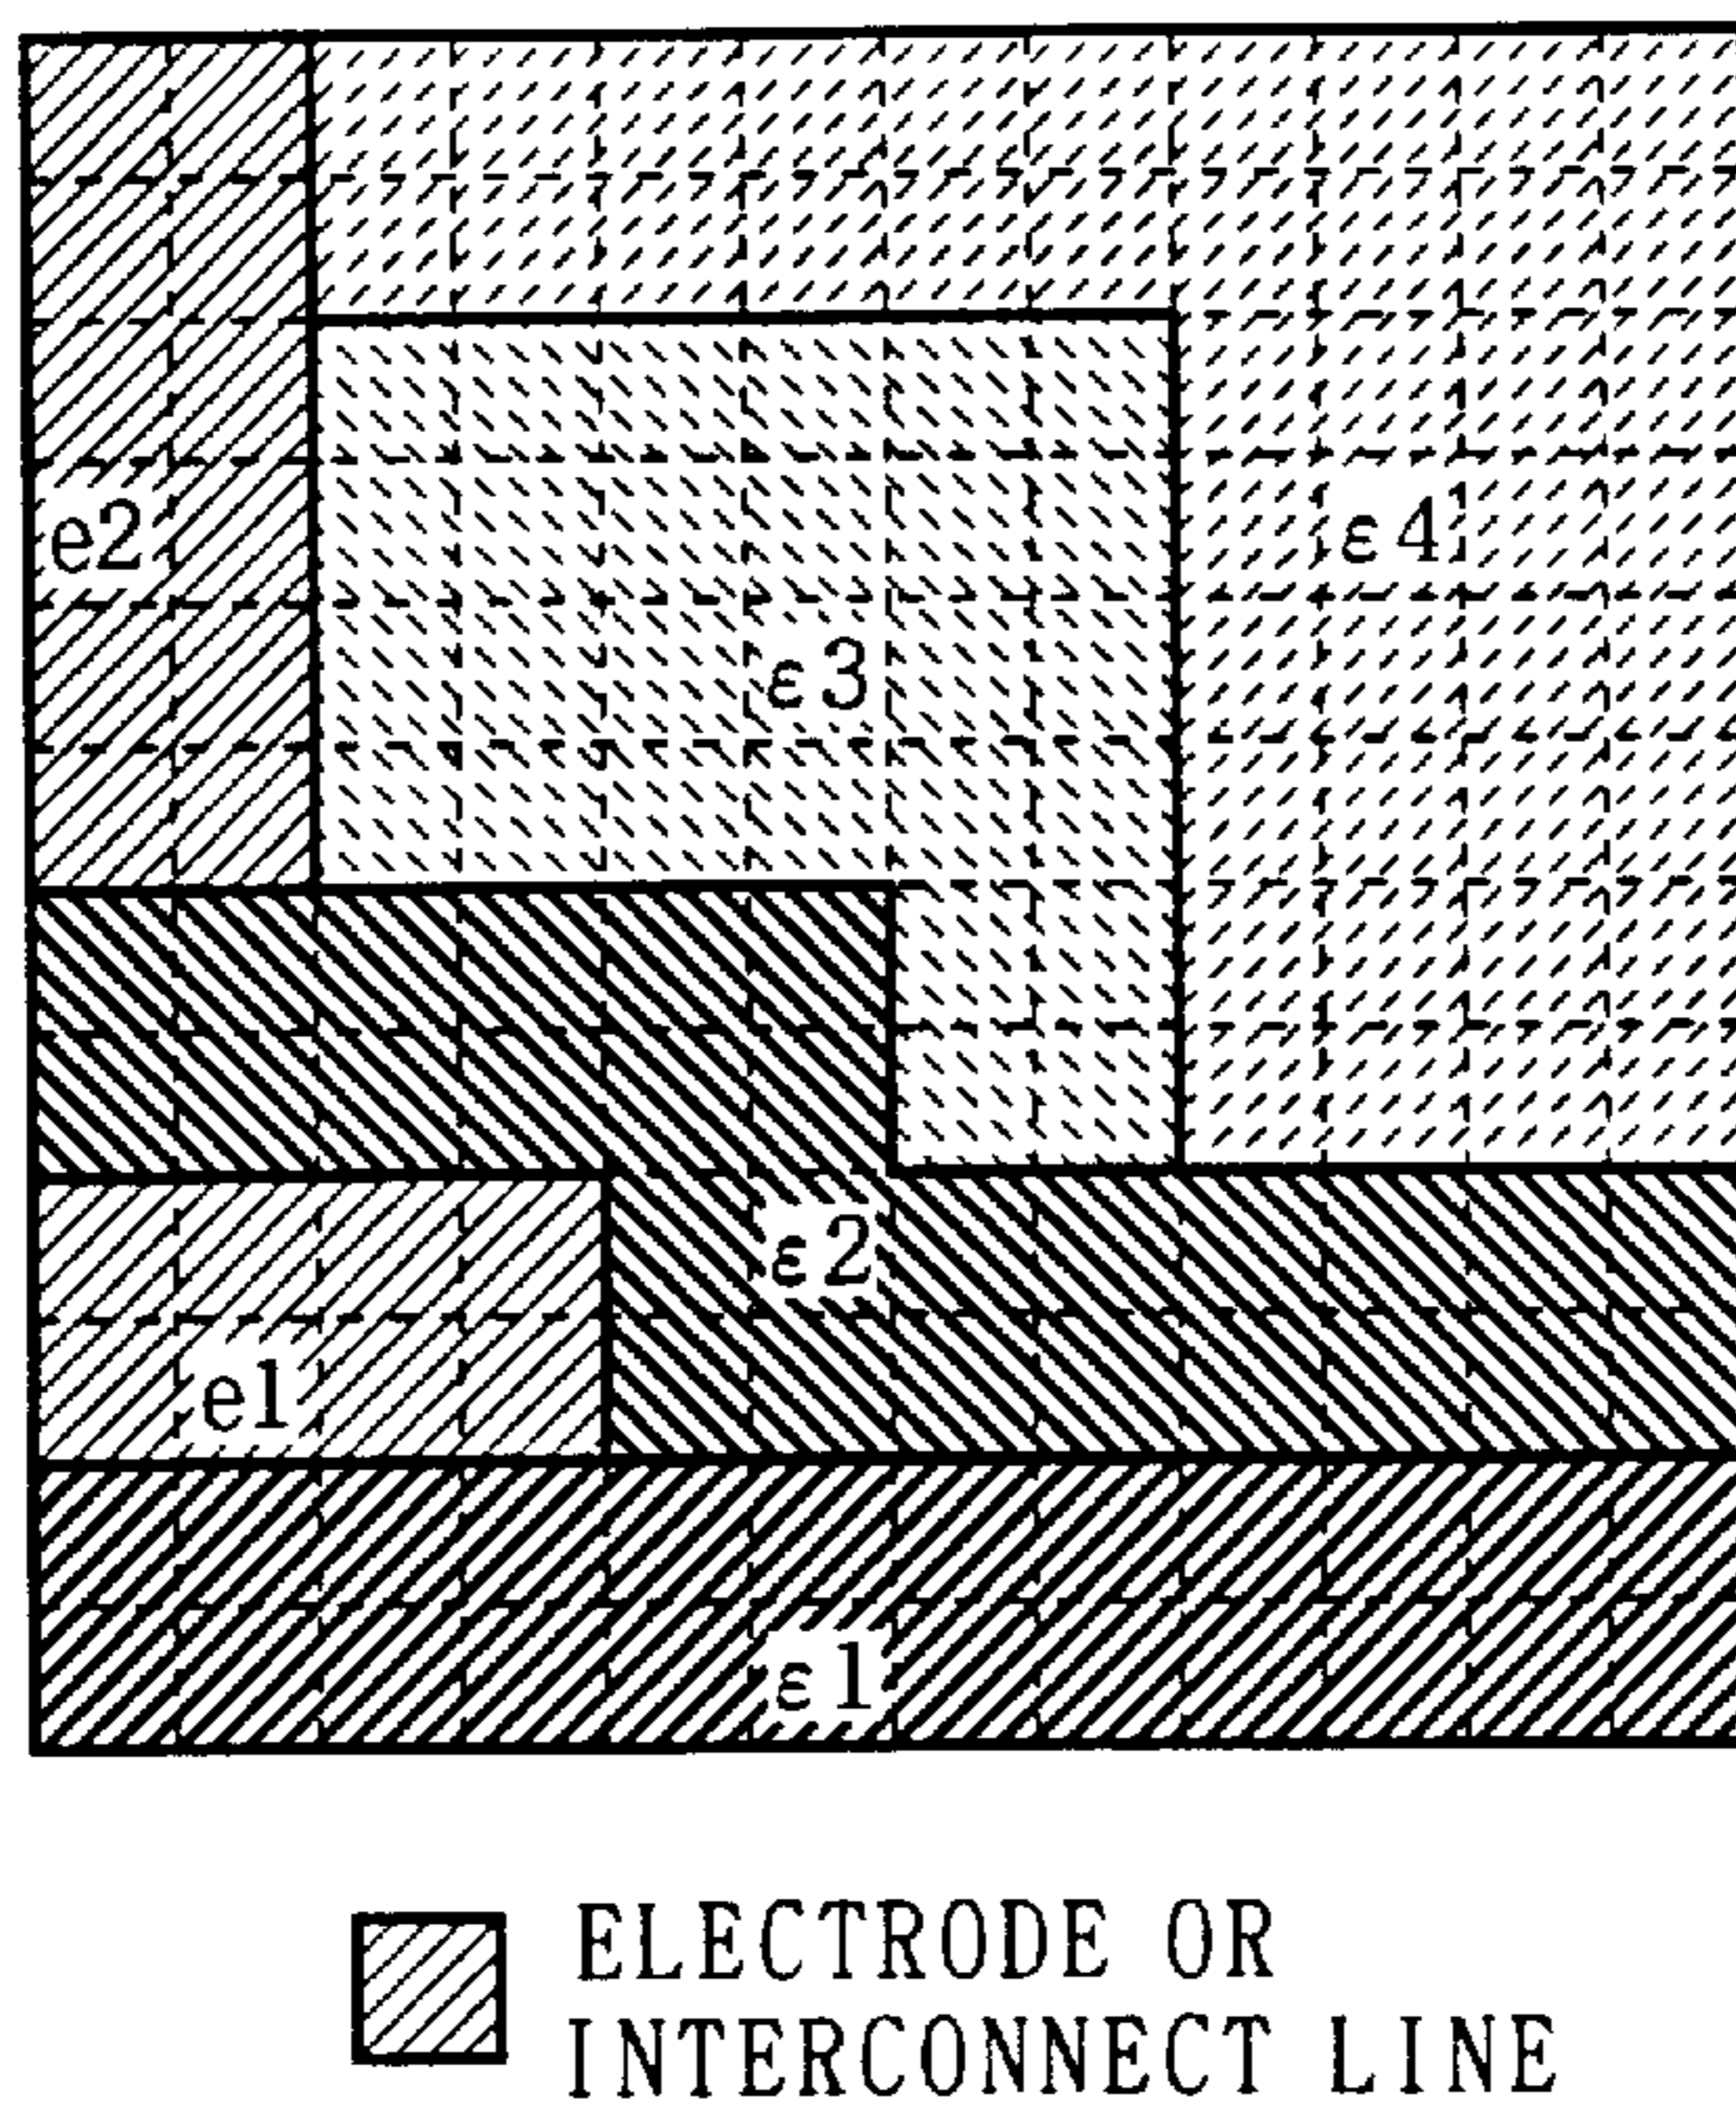 e2
ε4
ε3
ε2
e1
ε1
ELECTRODE OR
INTERCONNECT LINE